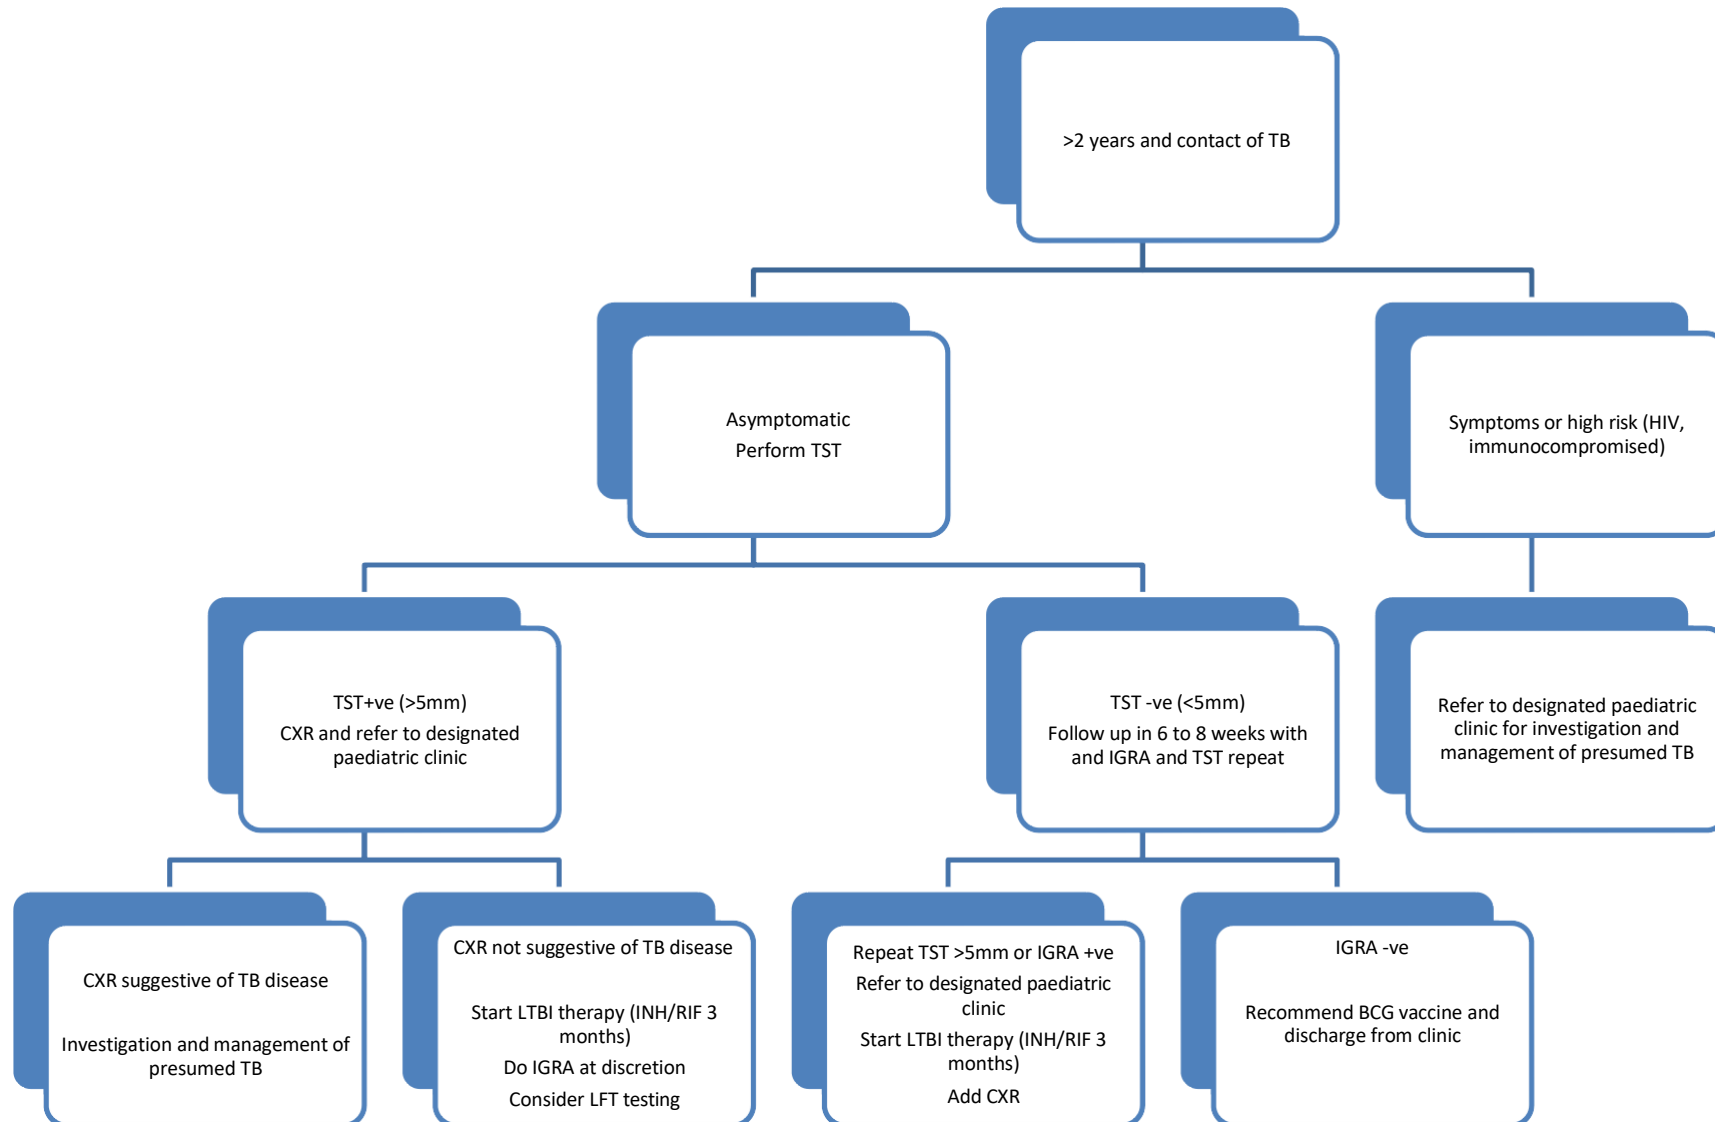 >2 years and contact of TB
Asymptomatic
Perform TST
Symptoms or high risk (HIV,
immunocompromised)
TST+ve (>5mm)
CXR and refer to designated
paediatric clinic
TST -ve (<5mm)
Follow up in 6 to 8 weeks with
and IGRA and TST repeat
Refer to designated paediatric
clinic for investigation and
management of presumed TB
CXR suggestive of TB disease
Investigation and management of
presumed TB
CXR not suggestive of TB disease
Start LTBI therapy (INH/RIF 3
months)
Do IGRA at discretion
Consider LFT testing
Repeat TST >5mm or IGRA +ve
Refer to designated paediatric
clinic
Start LTBI therapy (INH/RIF 3
months)
Add CXR
IGRA -ve
Recommend BCG vaccine and
discharge from clinic